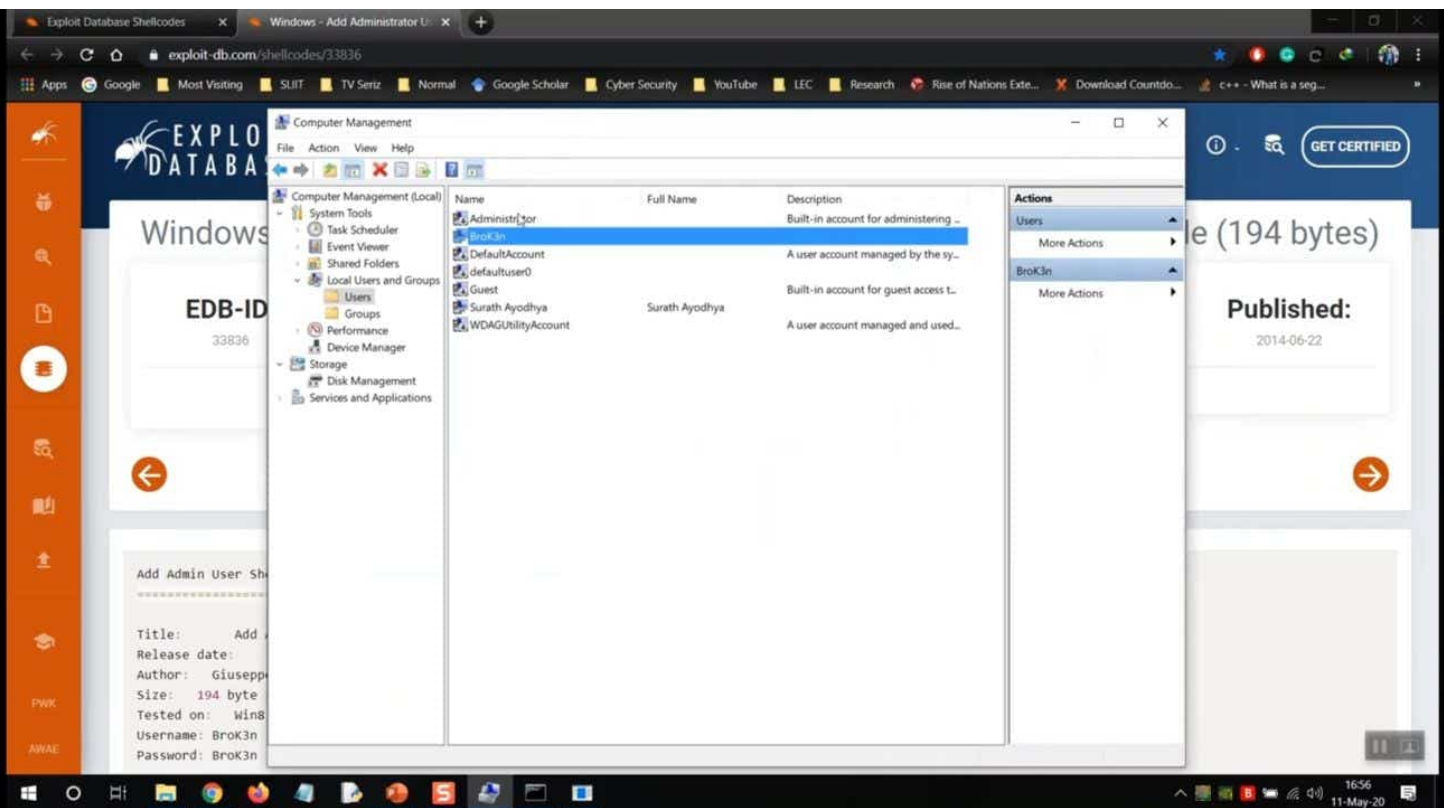 Exploit Database Shellcodes
Windows - Add Administrator U
exploit-db.com/shellcodes/33836
Apps Google Most Visiting SLIIT TV Seriz Normal Google Scholar Cyber Security YouTube LEC Research Rise of Nations Exte... Download Countdo... c++ - What is a seg... »
EXPLO
DATABA
GET CERTIFIED
Windows
le (194 bytes)
EDB-ID
33836
Published:
2014-06-22
Computer Management
File Action View Help
Computer Management (Local)
System Tools
Task Scheduler
Event Viewer
Shared Folders
Local Users and Groups
Users
Groups
Performance
Device Manager
Storage
Disk Management
Services and Applications
Name Full Name Description
Administrator Built-in account for administering ...
BroK3n
DefaultAccount A user account managed by the sy...
defaultuser0
Guest Built-in account for guest access t...
Surath Ayodhya Surath Ayodhya
WDAGUtilityAccount A user account managed and used...
Actions
Users
More Actions
BroK3n
More Actions
Add Admin User Sh
===================
Title: Add
Release date:
Author: Giusepp
Size: 194 byte
Tested on: Win8
Username: BroK3n
Password: BroK3n
PWK
AWAE
16:56
11-May-20